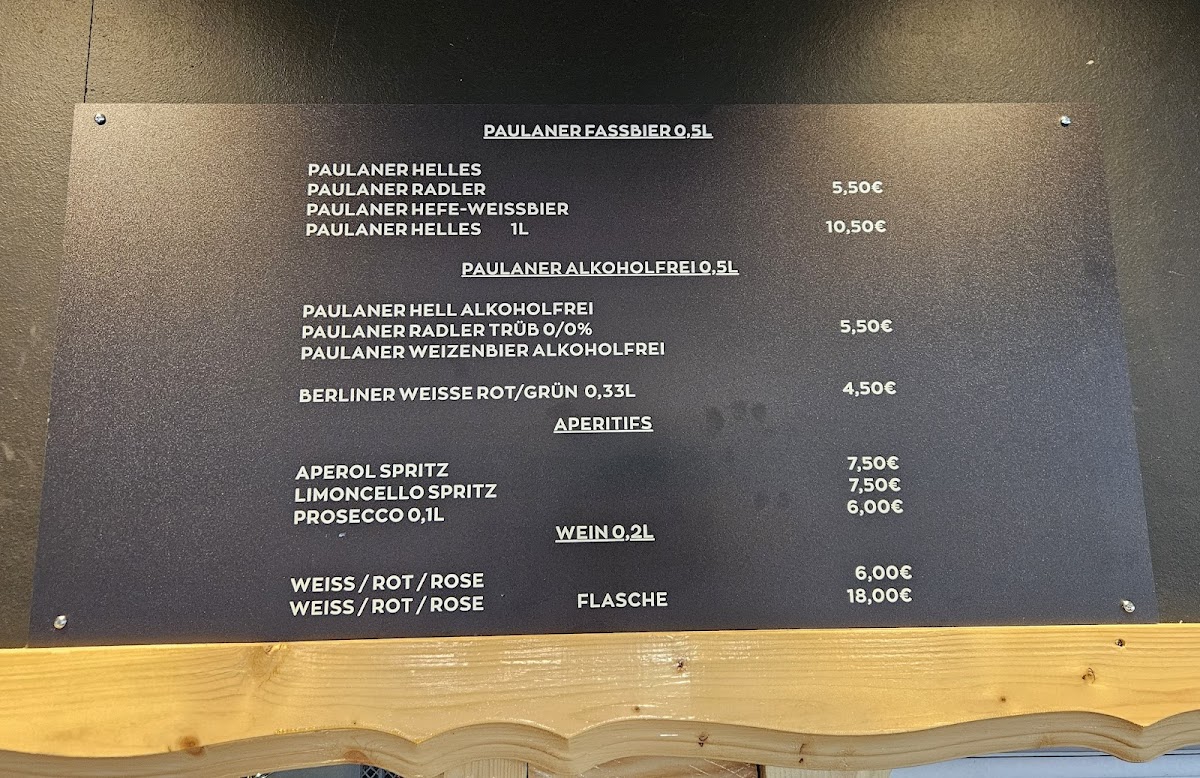 PAULANER FASSBIER 0,5L
PAULANER HELLES
PAULANER RADLER 5,50€
PAULANER HEFE-WEISSBIER
PAULANER HELLES 1L 10,50€
PAULANER ALKOHOLFREI 0,5L
PAULANER HELL ALKOHOLFREI
PAULANER RADLER TRÜB 0/0% 5,50€
PAULANER WEIZENBIER ALKOHOLFREI
BERLINER WEISSE ROT/GRÜN 0,33L 4,50€
APERITIFS
APEROL SPRITZ 7,50€
LIMONCELLO SPRITZ 7,50€
PROSECCO 0,1L 6,00€
WEIN 0,2L
WEISS / ROT / ROSE 6,00€
WEISS / ROT / ROSE FLASCHE 18,00€